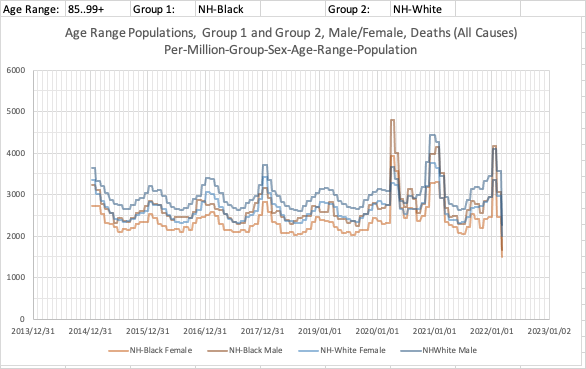 Age Range: 85..99+ Group 1: NH-Black Group 2: NH-White
Age Range Populations, Group 1 and Group 2, Male/Female, Deaths (All Causes)
Per-Million-Group-Sex-Age-Range-Population
6000
5000
4000
3000
2000
1000
0
2013/12/31 2014/12/31 2015/12/31 2016/12/31 2017/12/31 2019/01/01 2020/01/01 2021/01/01 2022/01/01 2023/01/02
NH-Black Female NH-Black Male NH-White Female NHWhite Male